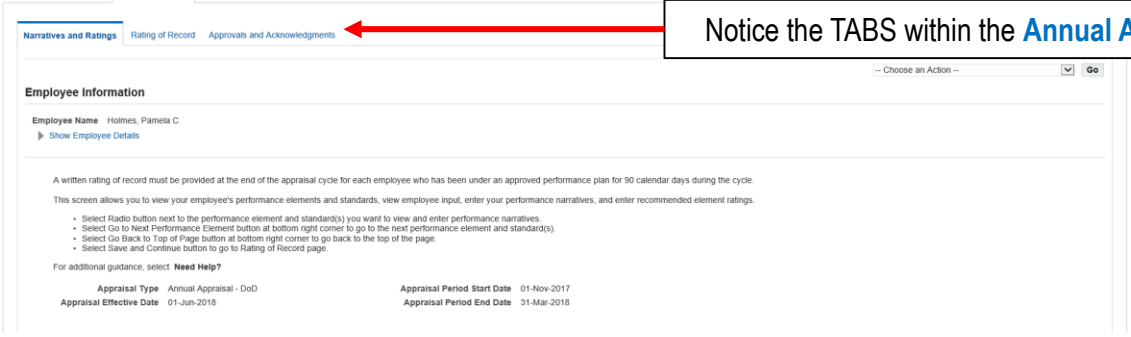 Notice the TABS within the Annual A
Narratives and Ratings Rating of Record Approvals and Acknowledgments
-- Choose an Action -- Go
Employee Information
Employee Name Holmes, Pamela C
Show Employee Details
A written rating of record must be provided at the end of the appraisal cycle for each employee who has been under an approved performance plan for 90 calendar days during the cycle.
This screen allows you to view your employee's performance elements and standards, view employee input, enter your performance narratives, and enter recommended element ratings.
• Select Radio button next to the performance element and standard(s) you want to view and enter performance narratives.
• Select Go to Next Performance Element button at bottom right corner to go to the next performance element and standard(s).
• Select Go Back to Top of Page button at bottom right corner to go back to the top of the page.
• Select Save and Continue button to go to Rating of Record page.
For additional guidance, select Need Help?
Appraisal Type Annual Appraisal - DoD Appraisal Period Start Date 01-Nov-2017
Appraisal Effective Date 01-Jun-2018 Appraisal Period End Date 31-Mar-2018